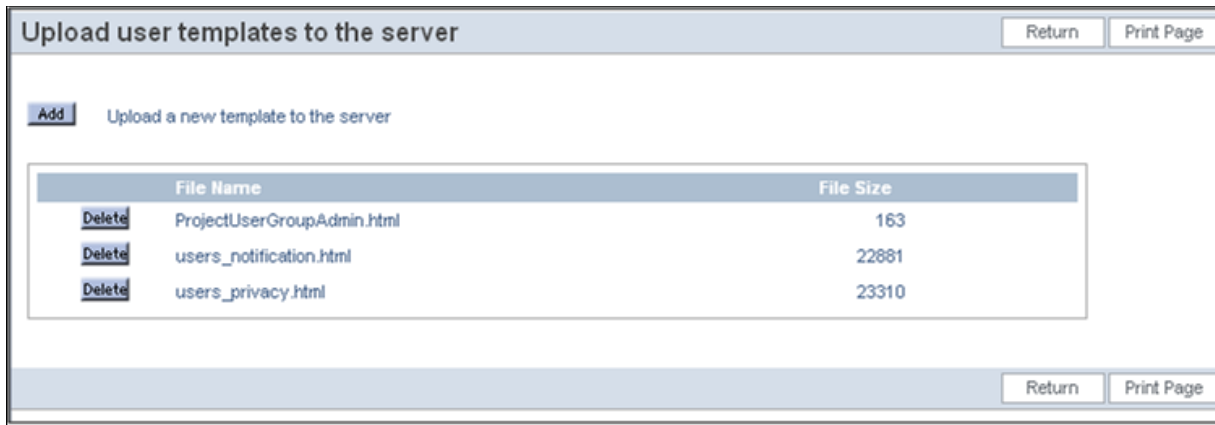 Upload user templates to the server Return Print Page
Add Upload a new template to the server
File Name File Size
Delete ProjectUserGroupAdmin.html 163
Delete users_notification.html 22881
Delete users_privacy.html 23310
Return Print Page